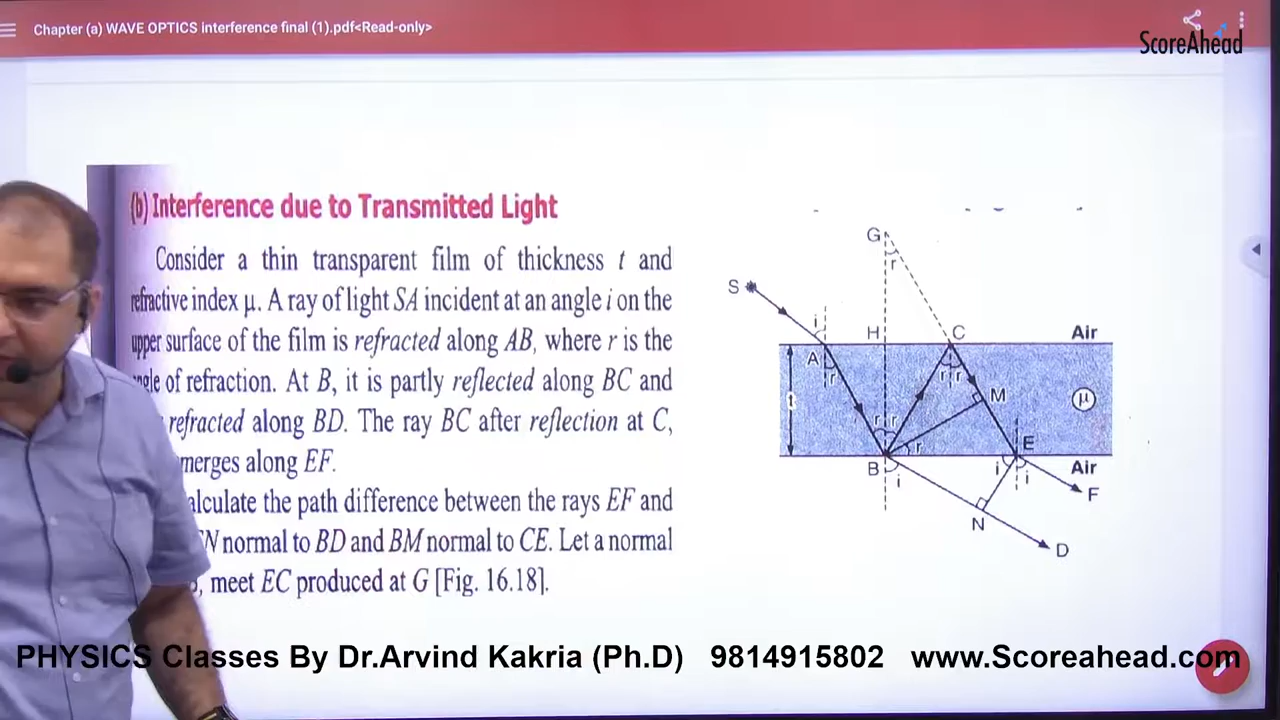 Chapter (a) WAVE OPTICS interference final (1).pdf<Read-only>
ScoreAhead
(b) Interference due to Transmitted Light
Consider a thin transparent film of thickness t and
refractive index μ. A ray of light SA incident at an angle i on the
upper surface of the film is refracted along AB, where r is the
of refraction. At B, it is partly reflected along BC and
refracted along BD. The ray BC after reflection at C,
merges along EF.
alculate the path difference between the rays EF and
N normal to BD and BM normal to CE. Let a normal
, meet EC produced at G [Fig. 16.18].
G
r
S
i
H
C
Air
A
r
r r
t
M
μ
r r
r
E
B
i
i
i
Air
F
N
D
PHYSICS Classes By Dr.Arvind Kakria (Ph.D) 9814915802 www.Scoreahead.com